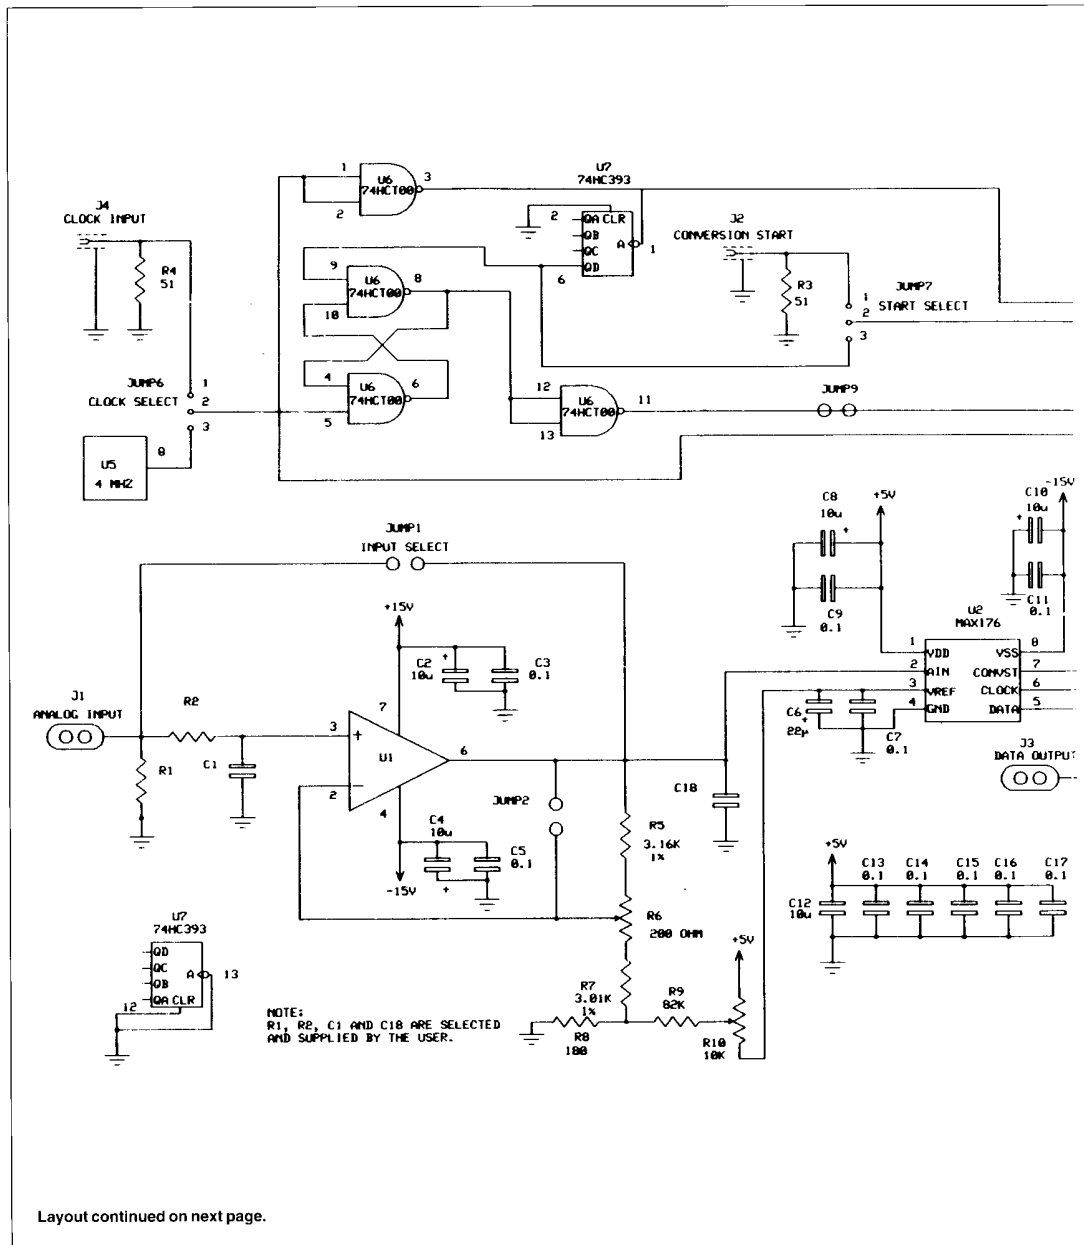 1
U6
3
74HCT00
2
U7
74HC393
2
QA CLR
QB
QC
QD
A
1
6
J4
CLOCK INPUT
R4
51
J2
CONVERSION START
R3
51
JUMP7
START SELECT
1
2
3
9
U6
8
74HCT00
10
4
U6
6
74HCT00
5
JUMP6
CLOCK SELECT
1
2
3
8
U5
4 MHZ
12
U6
11
74HCT00
13
JUMP9
C8
10u
+
+5V
C9
0.1
C10
10u
+
-15V
C11
0.1
JUMP1
INPUT SELECT
+15V
C2
10u
+
C3
0.1
U2
MAX176
1
VDD
VSS
8
2
AIN
CONVST
7
3
VREF
CLOCK
6
4
GND
DATA
5
C6
22µ
+
C7
0.1
J3
DATA OUTPUT
J1
ANALOG INPUT
R2
R1
C1
7
3
+
U1
6
2
-
4
JUMP2
C18
C4
10u
+
C5
0.1
-15V
R5
3.16K
1%
R6
200 OHM
R7
3.01K
1%
R8
180
R9
82K
+5V
R10
10K
+5V
C12
10u
C13
0.1
C14
0.1
C15
0.1
C16
0.1
C17
0.1
U7
74HC393
QD
QC
QB
QA CLR
A
13
12
NOTE:
R1, R2, C1 AND C18 ARE SELECTED
AND SUPPLIED BY THE USER.
Layout continued on next page.